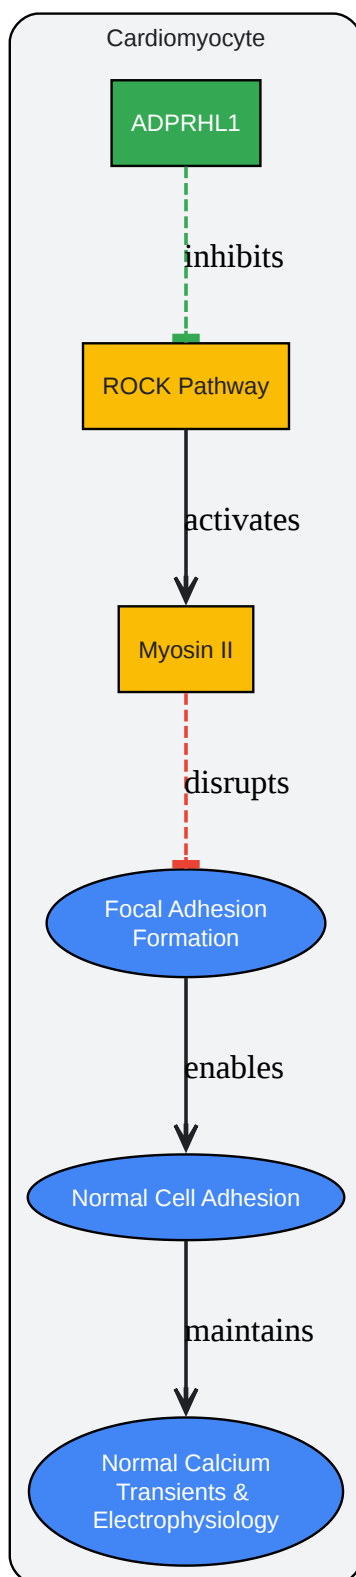 Cardiomyocyte
ADPRHL1
inhibits
ROCK Pathway
activates
Myosin II
disrupts
Focal Adhesion
Formation
enables
Normal Cell Adhesion
maintains
Normal Calcium
Transients &
Electrophysiology